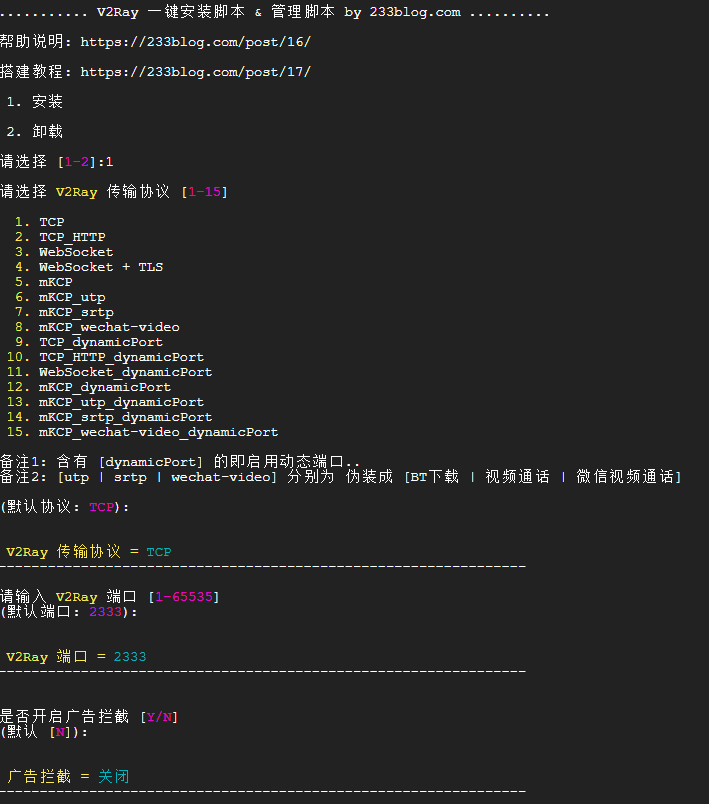 ........... V2Ray 一键安装脚本 & 管理脚本 by 233blog.com ..........
帮助说明: https://233blog.com/post/16/
搭建教程: https://233blog.com/post/17/
1. 安装
2. 卸载
请选择 [1-2]:1
请选择 V2Ray 传输协议 [1-15]
1. TCP
2. TCP_HTTP
3. WebSocket
4. WebSocket + TLS
5. mKCP
6. mKCP_utp
7. mKCP_srtp
8. mKCP_wechat-video
9. TCP_dynamicPort
10. TCP_HTTP_dynamicPort
11. WebSocket_dynamicPort
12. mKCP_dynamicPort
13. mKCP_utp_dynamicPort
14. mKCP_srtp_dynamicPort
15. mKCP_wechat-video_dynamicPort
备注1: 含有 [dynamicPort] 的即启用动态端口..
备注2: [utp | srtp | wechat-video] 分别为 伪装成 [BT下载 | 视频通话 | 微信视频通话]
(默认协议: TCP):
V2Ray 传输协议 = TCP
----------------------------------------------------------------
请输入 V2Ray 端口 [1-65535]
(默认端口: 2333):
V2Ray 端口 = 2333
----------------------------------------------------------------
是否开启广告拦截 [Y/N]
(默认 [N]):
广告拦截 = 关闭
----------------------------------------------------------------